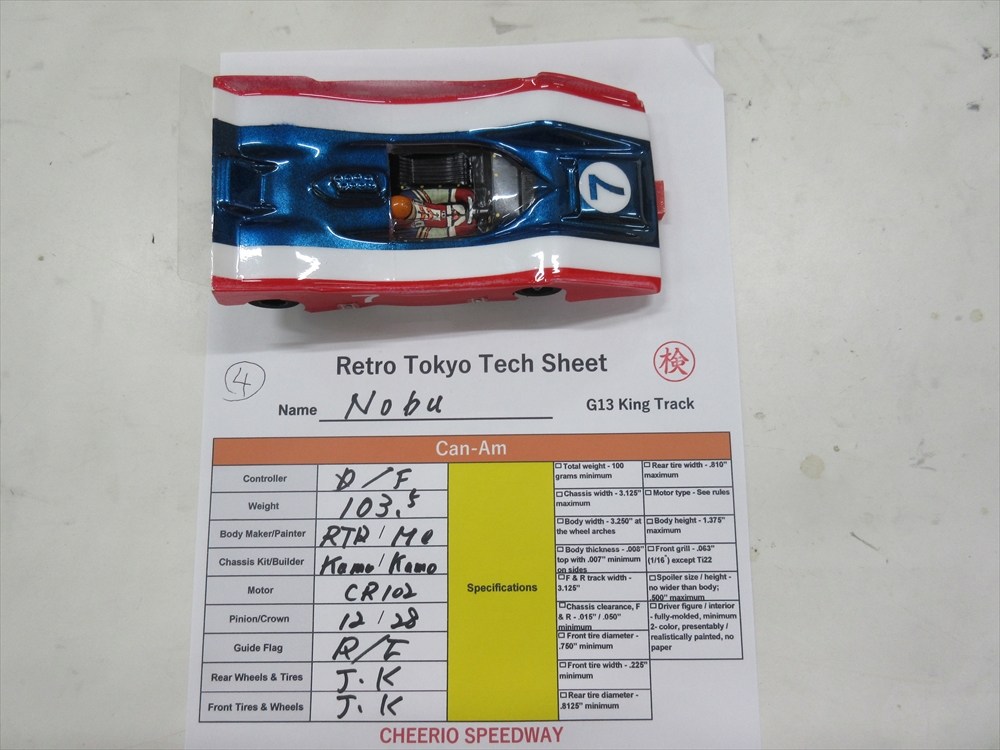 7
7
Retro Tokyo Tech Sheet
検
4
Name Nobu
G13 King Track
Can-Am
Controller D/F
Weight 103.5
Body Maker/Painter RTR/Me
Chassis Kit/Builder Kamo/Kamo
Motor CR102
Pinion/Crown 12/28
Guide Flag R/F
Rear Wheels & Tires J.K
Front Tires & Wheels J.K
Specifications
☐ Total weight - 100
grams minimum
☐ Rear tire width - .810"
maximum
☐ Chassis width - 3.125"
maximum
☐ Motor type - See rules
☐ Body width - 3.250" at
the wheel arches
☐ Body height - 1.375"
maximum
☐ Body thickness - .008"
top with .007" minimum
on sides
☐ Front grill - .063"
(1/16") except Ti22
☐ F & R track width -
3.125"
☐ Spoiler size / height -
no wider than body;
.500" maximum
☐ Chassis clearance, F
& R - .015" / .050"
minimum
☐ Driver figure / interior
- fully-molded, minimum
2- color, presentably /
realistically painted, no
paper
☐ Front tire diameter -
.750" minimum
☐ Front tire width - .225"
minimum
☐ Rear tire diameter -
.8125" minimum
CHEERIO SPEEDWAY